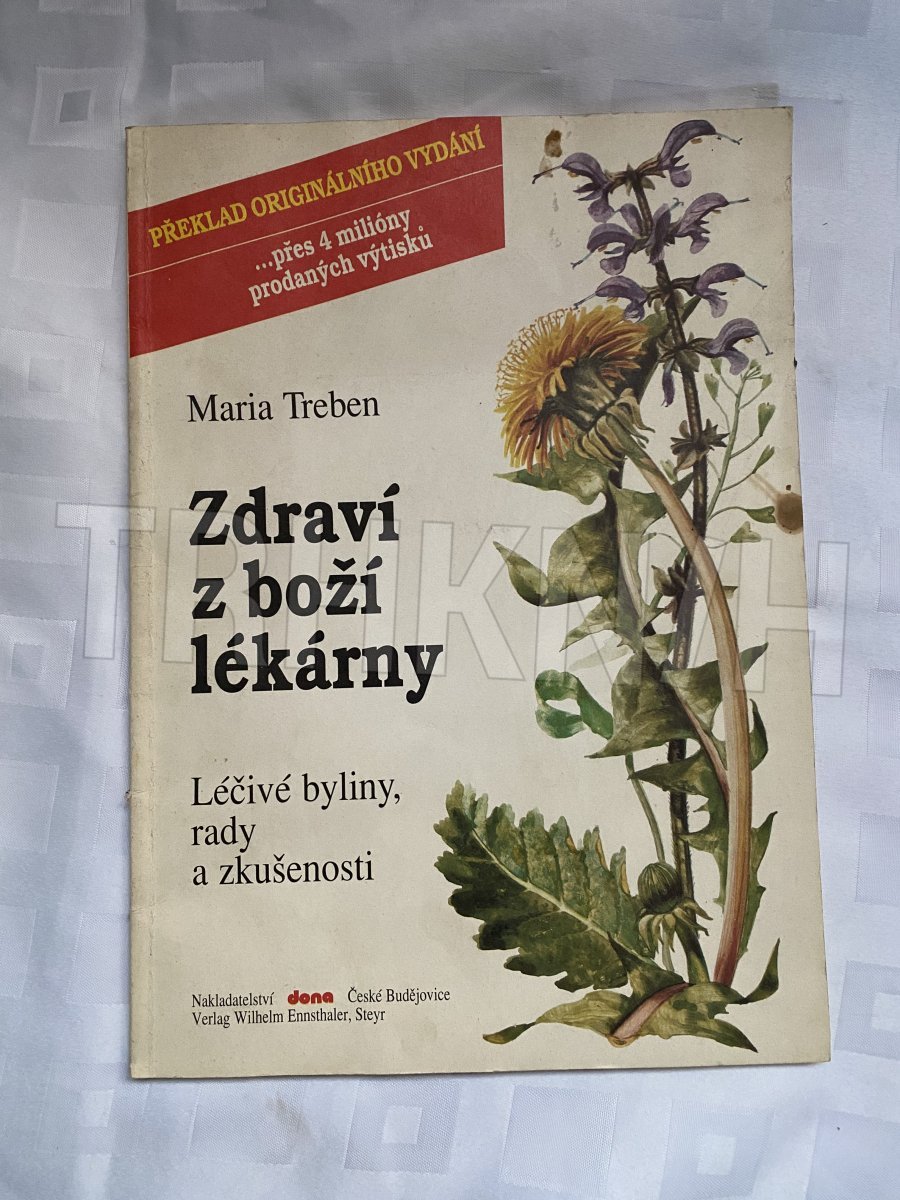 PŘEKLAD ORIGINÁLNÍHO VYDÁNÍ
...přes 4 milióny
prodaných výtisků
Maria Treben
Zdraví
z boží
lékárny
Léčivé byliny,
rady
a zkušenosti
Nakladatelství dona České Budějovice
Verlag Wilhelm Ennsthaler, Steyr